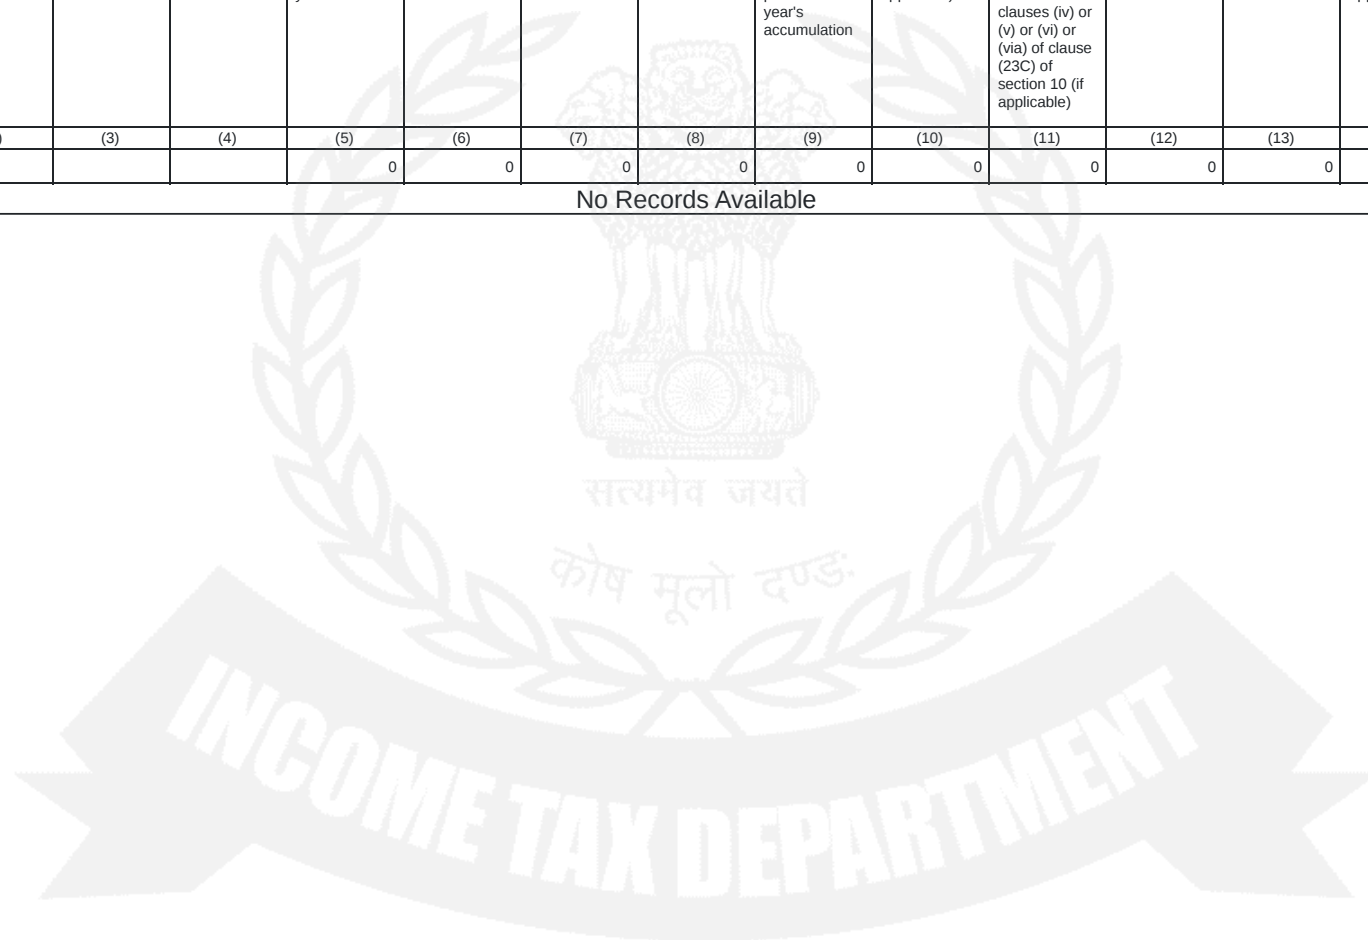 year's
accumulation
clauses (iv) or
(v) or (vi) or
(via) of clause
(23C) of
section 10 (if
applicable)
(3) (4) (5) (6) (7) (8) (9) (10) (11) (12) (13)
0 0 0 0 0 0 0 0 0
No Records Available
सत्यमेव जयते
कोष मूलो दण्डः
INCOME TAX DEPARTMENT